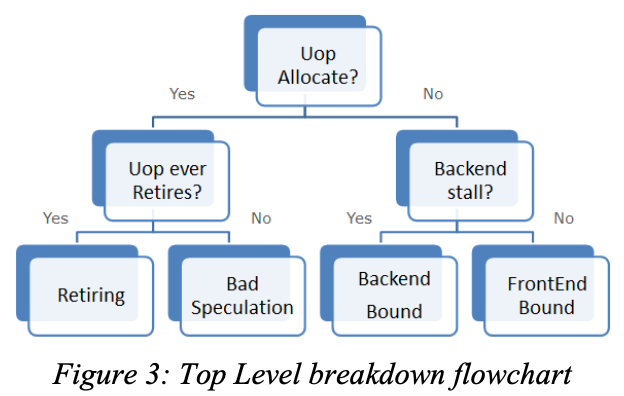 Uop
Allocate?
Yes
No
Uop ever
Retires?
Backend
stall?
Yes
No
Yes
No
Retiring
Bad
Speculation
Backend
Bound
FrontEnd
Bound
Figure 3: Top Level breakdown flowchart